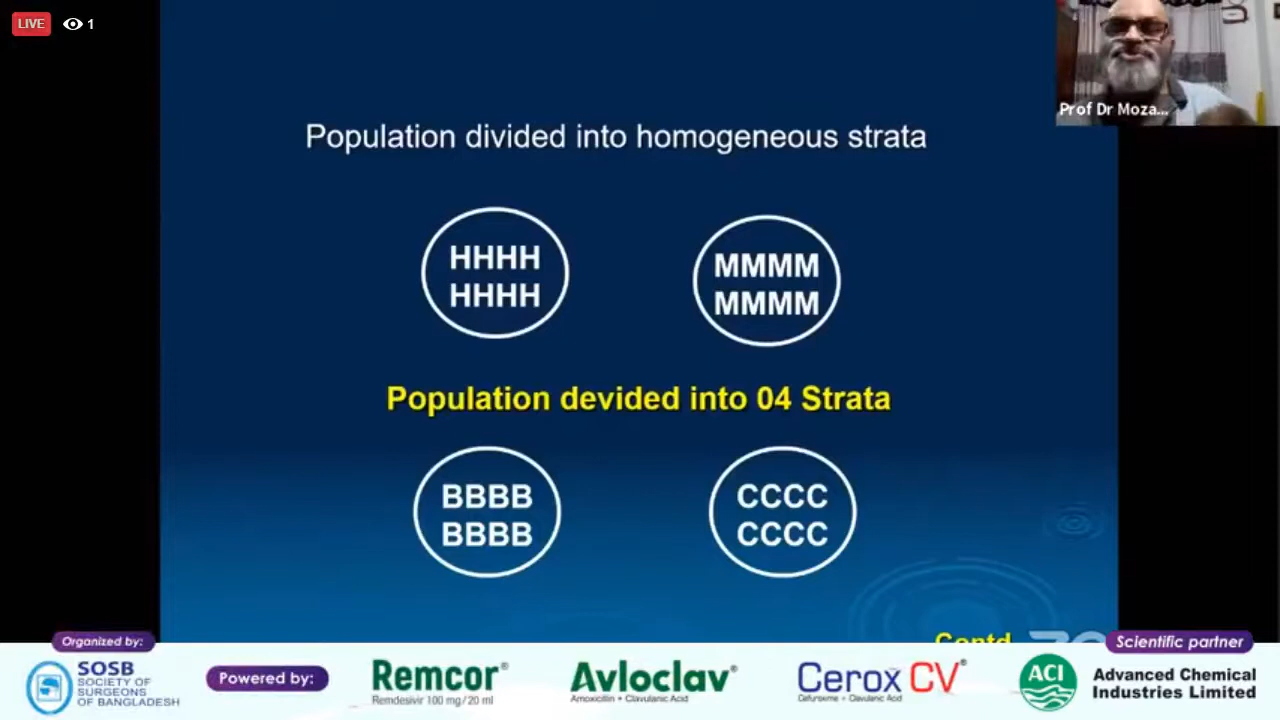 LIVE 1
Prof Dr Moza...
Population divided into homogeneous strata
HHHH
HHHH
MMMM
MMMM
Population devided into 04 Strata
BBBB
BBBB
CCCC
CCCC
Contd
Organized by:
SOSB
SOCIETY OF
SURGEONS
OF BANGLADESH
Powered by:
Remcor®
Remdesivir 100 mg/20 ml
Avloclav®
Amoxicillin + Clavulanic Acid
Cerox CV®
Cefuroxime + Clavulanic Acid
Scientific partner
ACI
Advanced Chemical
Industries Limited